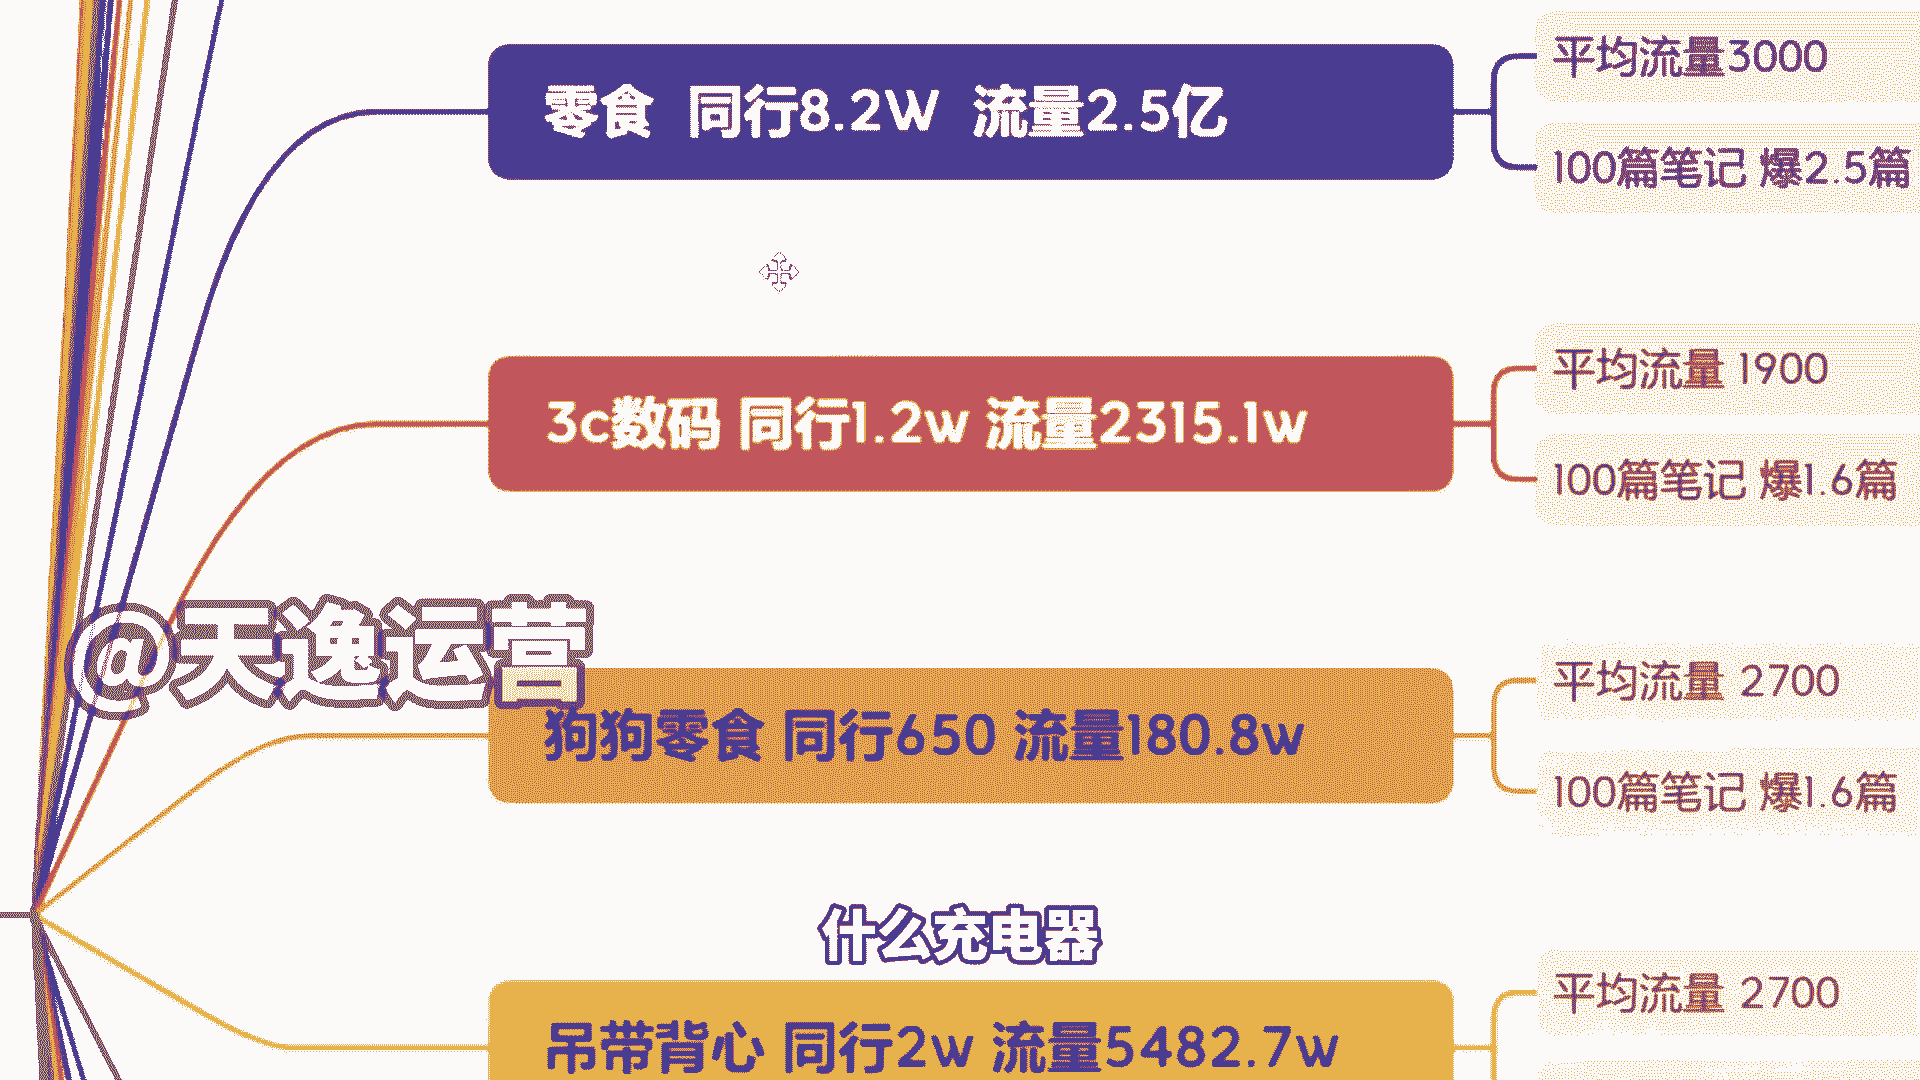 零食 同行8.2W 流量2.5亿
平均流量3000
100篇笔记 爆2.5篇
3c数码 同行1.2w 流量2315.1w
平均流量 1900
100篇笔记 爆1.6篇
@天逸运营
狗狗零食 同行650 流量180.8w
平均流量 2700
100篇笔记 爆1.6篇
什么充电器
吊带背心 同行2w 流量5482.7w
平均流量 2700